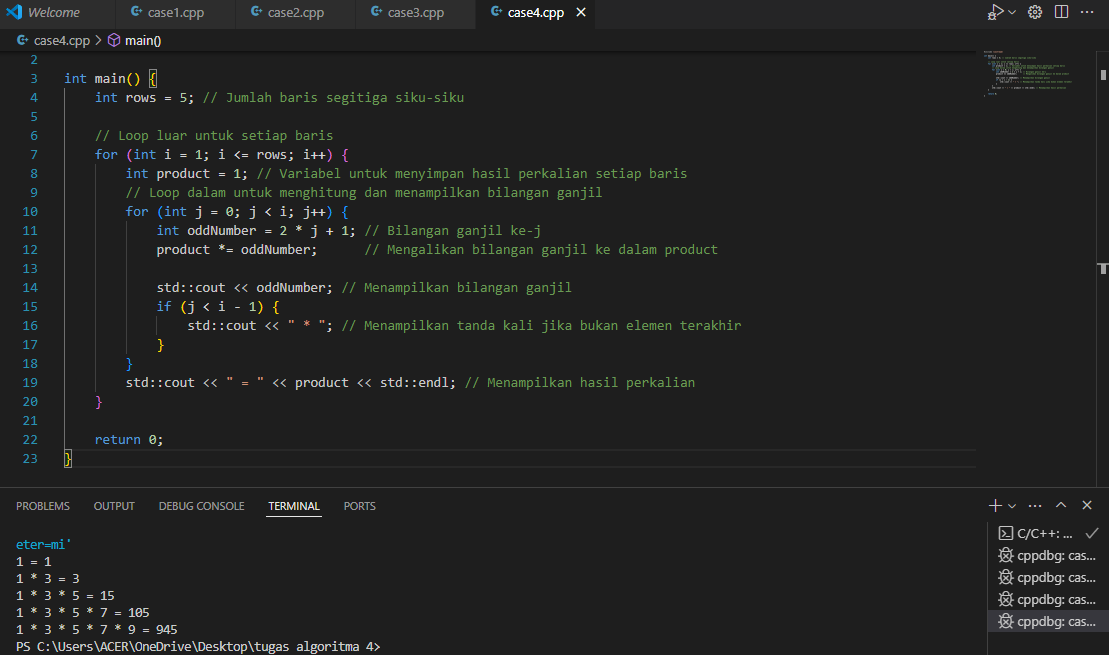 Welcome case1.cpp case2.cpp case3.cpp case4.cpp
case4.cpp > main()
2
3 int main() {
4     int rows = 5; // Jumlah baris segitiga siku-siku
5
6     // Loop luar untuk setiap baris
7     for (int i = 1; i <= rows; i++) {
8         int product = 1; // Variabel untuk menyimpan hasil perkalian setiap baris
9         // Loop dalam untuk menghitung dan menampilkan bilangan ganjil
10         for (int j = 0; j < i; j++) {
11             int oddNumber = 2 * j + 1; // Bilangan ganjil ke-j
12             product *= oddNumber;      // Mengalikan bilangan ganjil ke dalam product
13
14             std::cout << oddNumber; // Menampilkan bilangan ganjil
15             if (j < i - 1) {
16                 std::cout << " * "; // Menampilkan tanda kali jika bukan elemen terakhir
17             }
18         }
19         std::cout << " = " << product << std::endl; // Menampilkan hasil perkalian
20     }
21
22     return 0;
23 }
PROBLEMS OUTPUT DEBUG CONSOLE TERMINAL PORTS
eter=mi'
1 = 1
1 * 3 = 3
1 * 3 * 5 = 15
1 * 3 * 5 * 7 = 105
1 * 3 * 5 * 7 * 9 = 945
PS C:\Users\ACER\OneDrive\Desktop\tugas algoritma 4>
C/C++: ...
cppdbg: cas...
cppdbg: cas...
cppdbg: cas...
cppdbg: cas...